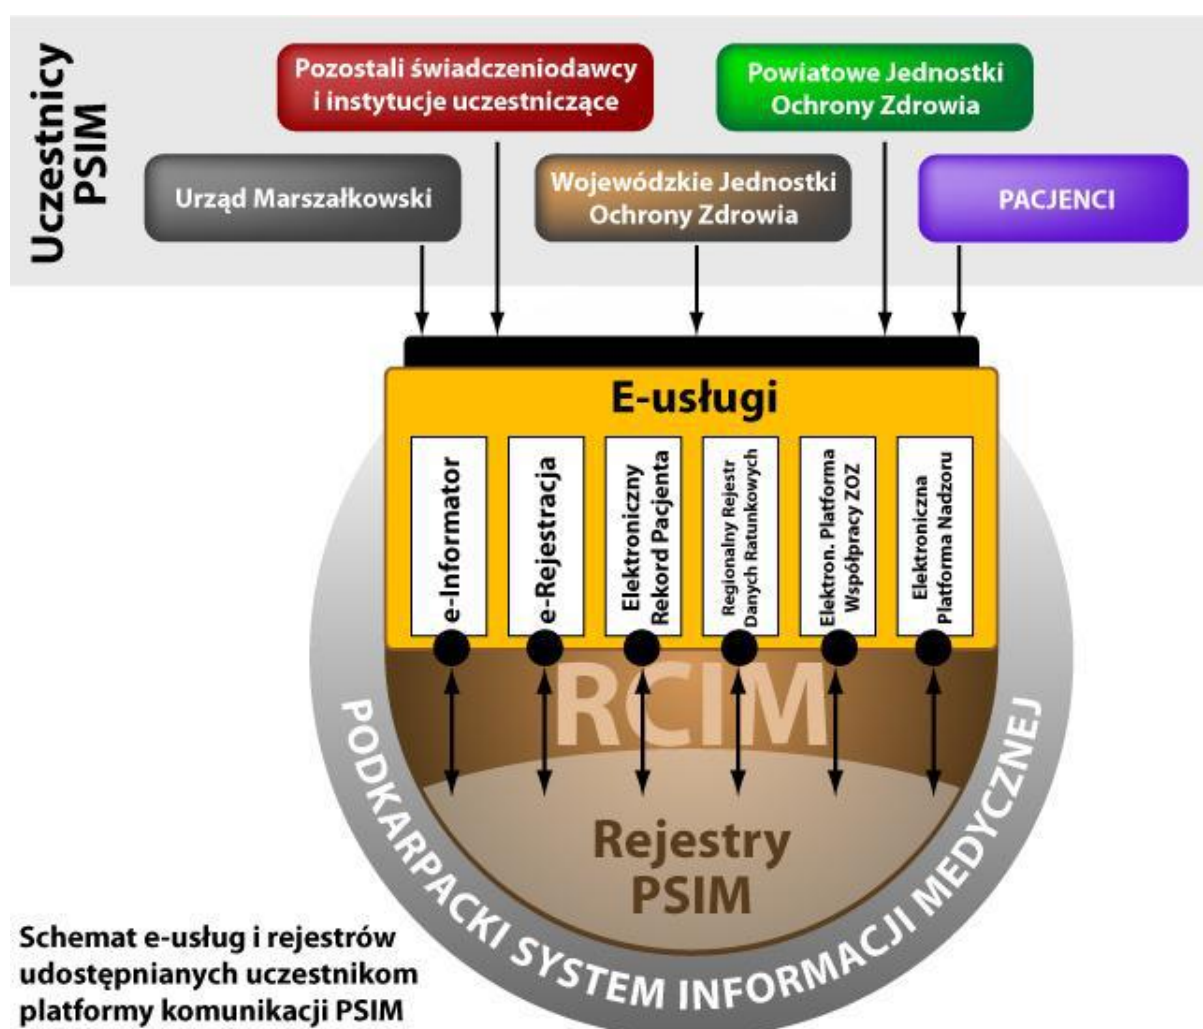 Uczestnicy
PSIM
Pozostali świadczeniodawcy
i instytucje uczestniczące
Powiatowe Jednostki
Ochrony Zdrowia
Urząd Marszałkowski
Wojewódzkie Jednostki
Ochrony Zdrowia
PACJENCI
E-usługi
e-Informator
e-Rejestracja
Elektroniczny
Rekord Pacjenta
Regionalny Rejestr
Danych Ratunkowych
Elektron. Platforma
Współpracy ZOZ
Elektroniczna
Platforma Nadzoru
RCIM
Rejestry
PSIM
PODKARPACKI SYSTEM INFORMACJI MEDYCZNEJ
Schemat e-usług i rejestrów
udostępnianych uczestnikom
platformy komunikacji PSIM